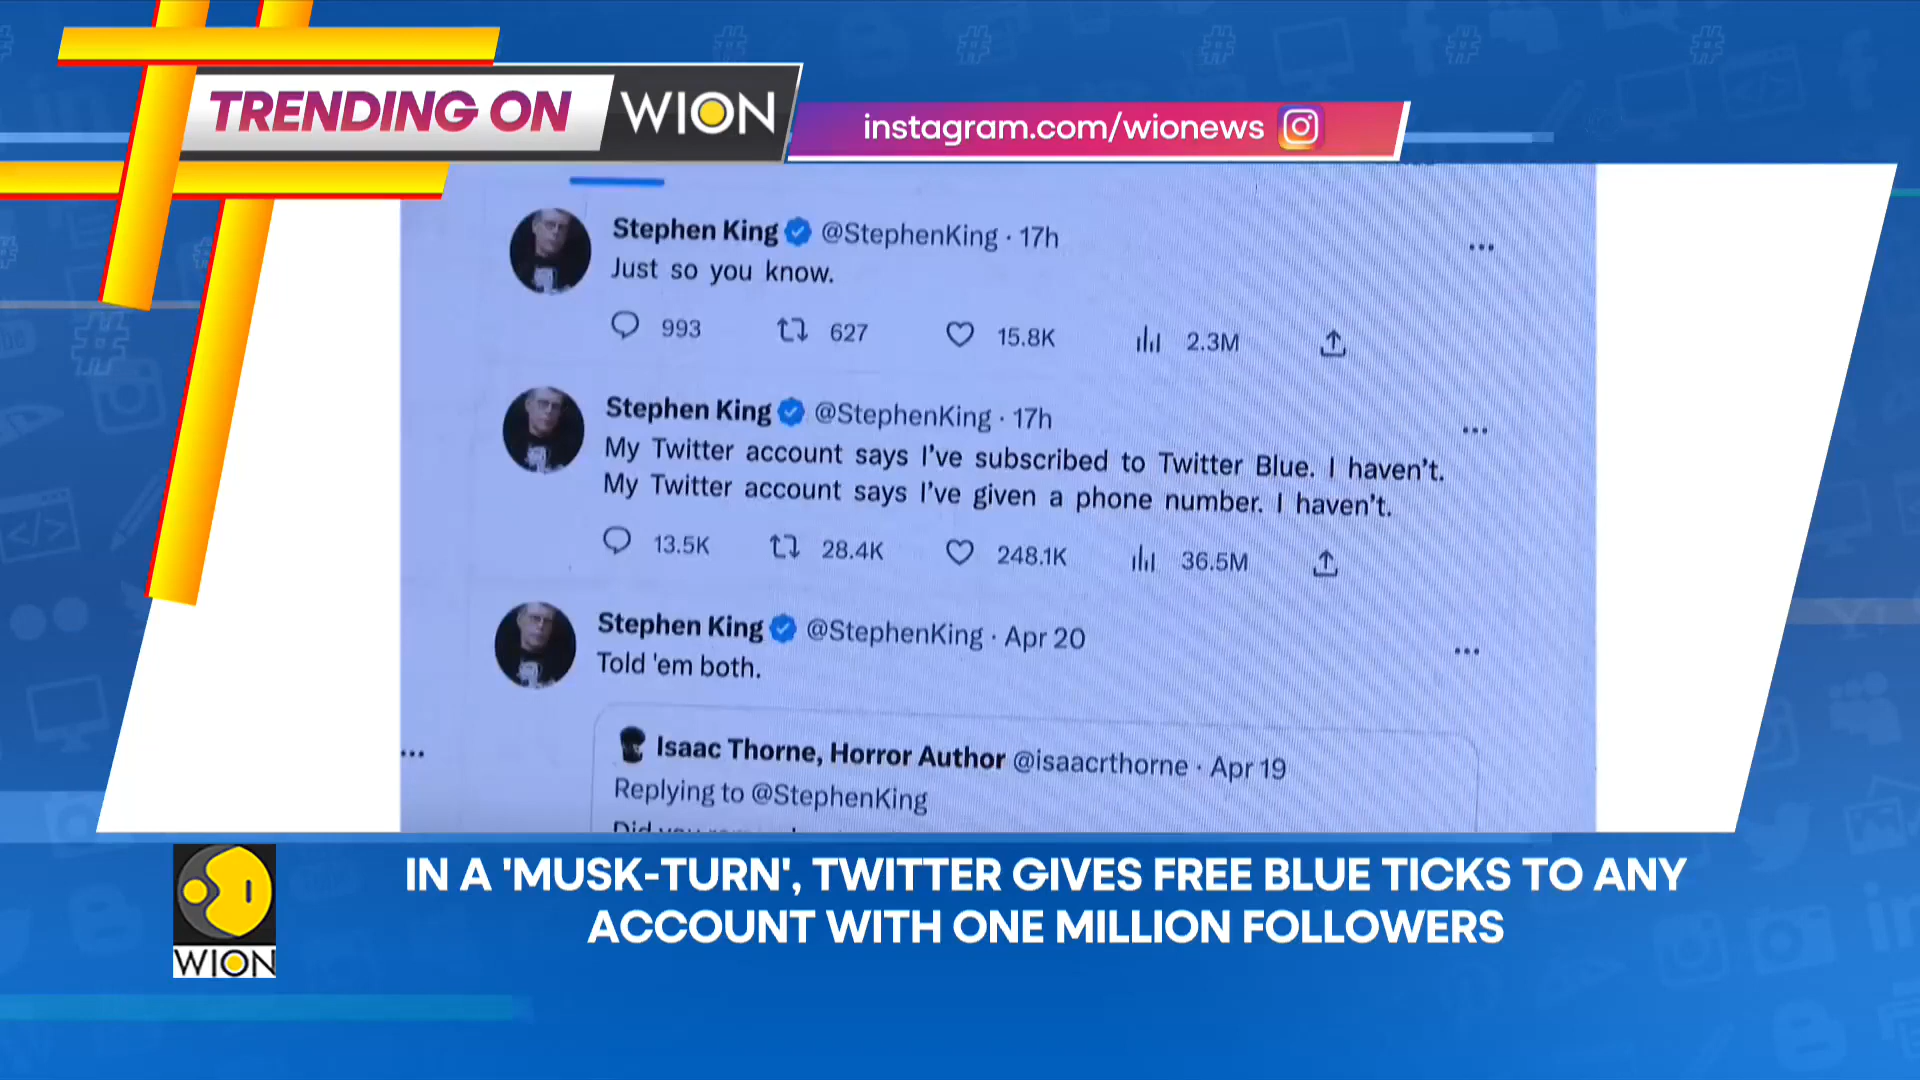 TRENDING ON WION
instagram.com/wionews
Stephen King @StephenKing · 17h
Just so you know.
993 627 15.8K 2.3M
Stephen King @StephenKing · 17h
My Twitter account says I've subscribed to Twitter Blue. I haven't.
My Twitter account says I've given a phone number. I haven't.
13.5K 28.4K 248.1K 36.5M
Stephen King @StephenKing · Apr 20
Told 'em both.
Isaac Thorne, Horror Author @isaacrthorne · Apr 19
Replying to @StephenKing
WION
IN A 'MUSK-TURN', TWITTER GIVES FREE BLUE TICKS TO ANY
ACCOUNT WITH ONE MILLION FOLLOWERS